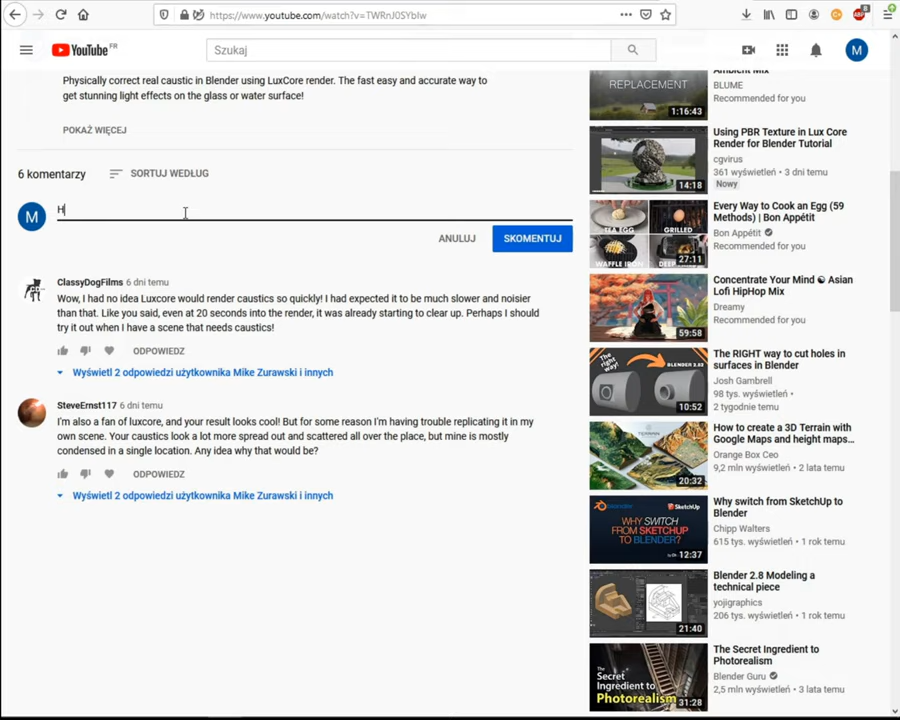 https://www.youtube.com/watch?v=TWRnJ0SYbIw
YouTube FR
Szukaj
M
Physically correct real caustic in Blender using LuxCore render. The fast easy and accurate way to
get stunning light effects on the glass or water surface!
POKAŻ WIĘCEJ
6 komentarzy
SORTUJ WEDŁUG
M
H
ANULUJ
SKOMENTUJ
ClassyDogFilms 6 dni temu
Wow, I had no idea Luxcore would render caustics so quickly! I had expected it to be much slower and noisier
than that. Like you said, even at 20 seconds into the render, it was already starting to clear up. Perhaps I should
try it out when I have a scene that needs caustics!
ODPOWIEDZ
Wyświetl 2 odpowiedzi użytkownika Mike Zurawski i innych
SteveErnst117 6 dni temu
I'm also a fan of luxcore, and your result looks cool! But for some reason I'm having trouble replicating it in my
own scene. Your caustics look a lot more spread out and scattered all over the place, but mine is mostly
condensed in a single location. Any idea why that would be?
ODPOWIEDZ
Wyświetl 2 odpowiedzi użytkownika Mike Zurawski i innych
REPLACEMENT
1:16:43
Ambient Mix
BLUME
Recommended for you
14:18
Using PBR Texture in Lux Core
Render for Blender Tutorial
cgvirus
361 wyświetleń • 3 dni temu
Nowy
TEA EGG
GRILLED
WAFFLE IRON
27:11
Every Way to Cook an Egg (59
Methods) | Bon Appétit
Bon Appétit
Recommended for you
59:58
Concentrate Your Mind ☯ Asian
Lofi HipHop Mix
Dreamy
Recommended for you
The right way!
BLENDER 2.82
10:52
The RIGHT way to cut holes in
surfaces in Blender
Josh Gambrell
98 tys. wyświetleń •
2 tygodnie temu
20:32
How to create a 3D Terrain with
Google Maps and height maps...
Orange Box Ceo
9,2 mln wyświetleń • 2 lata temu
blender
SketchUp
WHY SWITCH
FROM SKETCHUP
TO BLENDER?
12:37
Why switch from SketchUp to
Blender
Chipp Walters
615 tys. wyświetleń • 1 rok temu
21:40
Blender 2.8 Modeling a
technical piece
yojigraphics
206 tys. wyświetleń • 1 rok temu
The
Secret
Ingredient to
Photorealism
31:28
The Secret Ingredient to
Photorealism
Blender Guru
2,5 mln wyświetleń • 3 lata temu